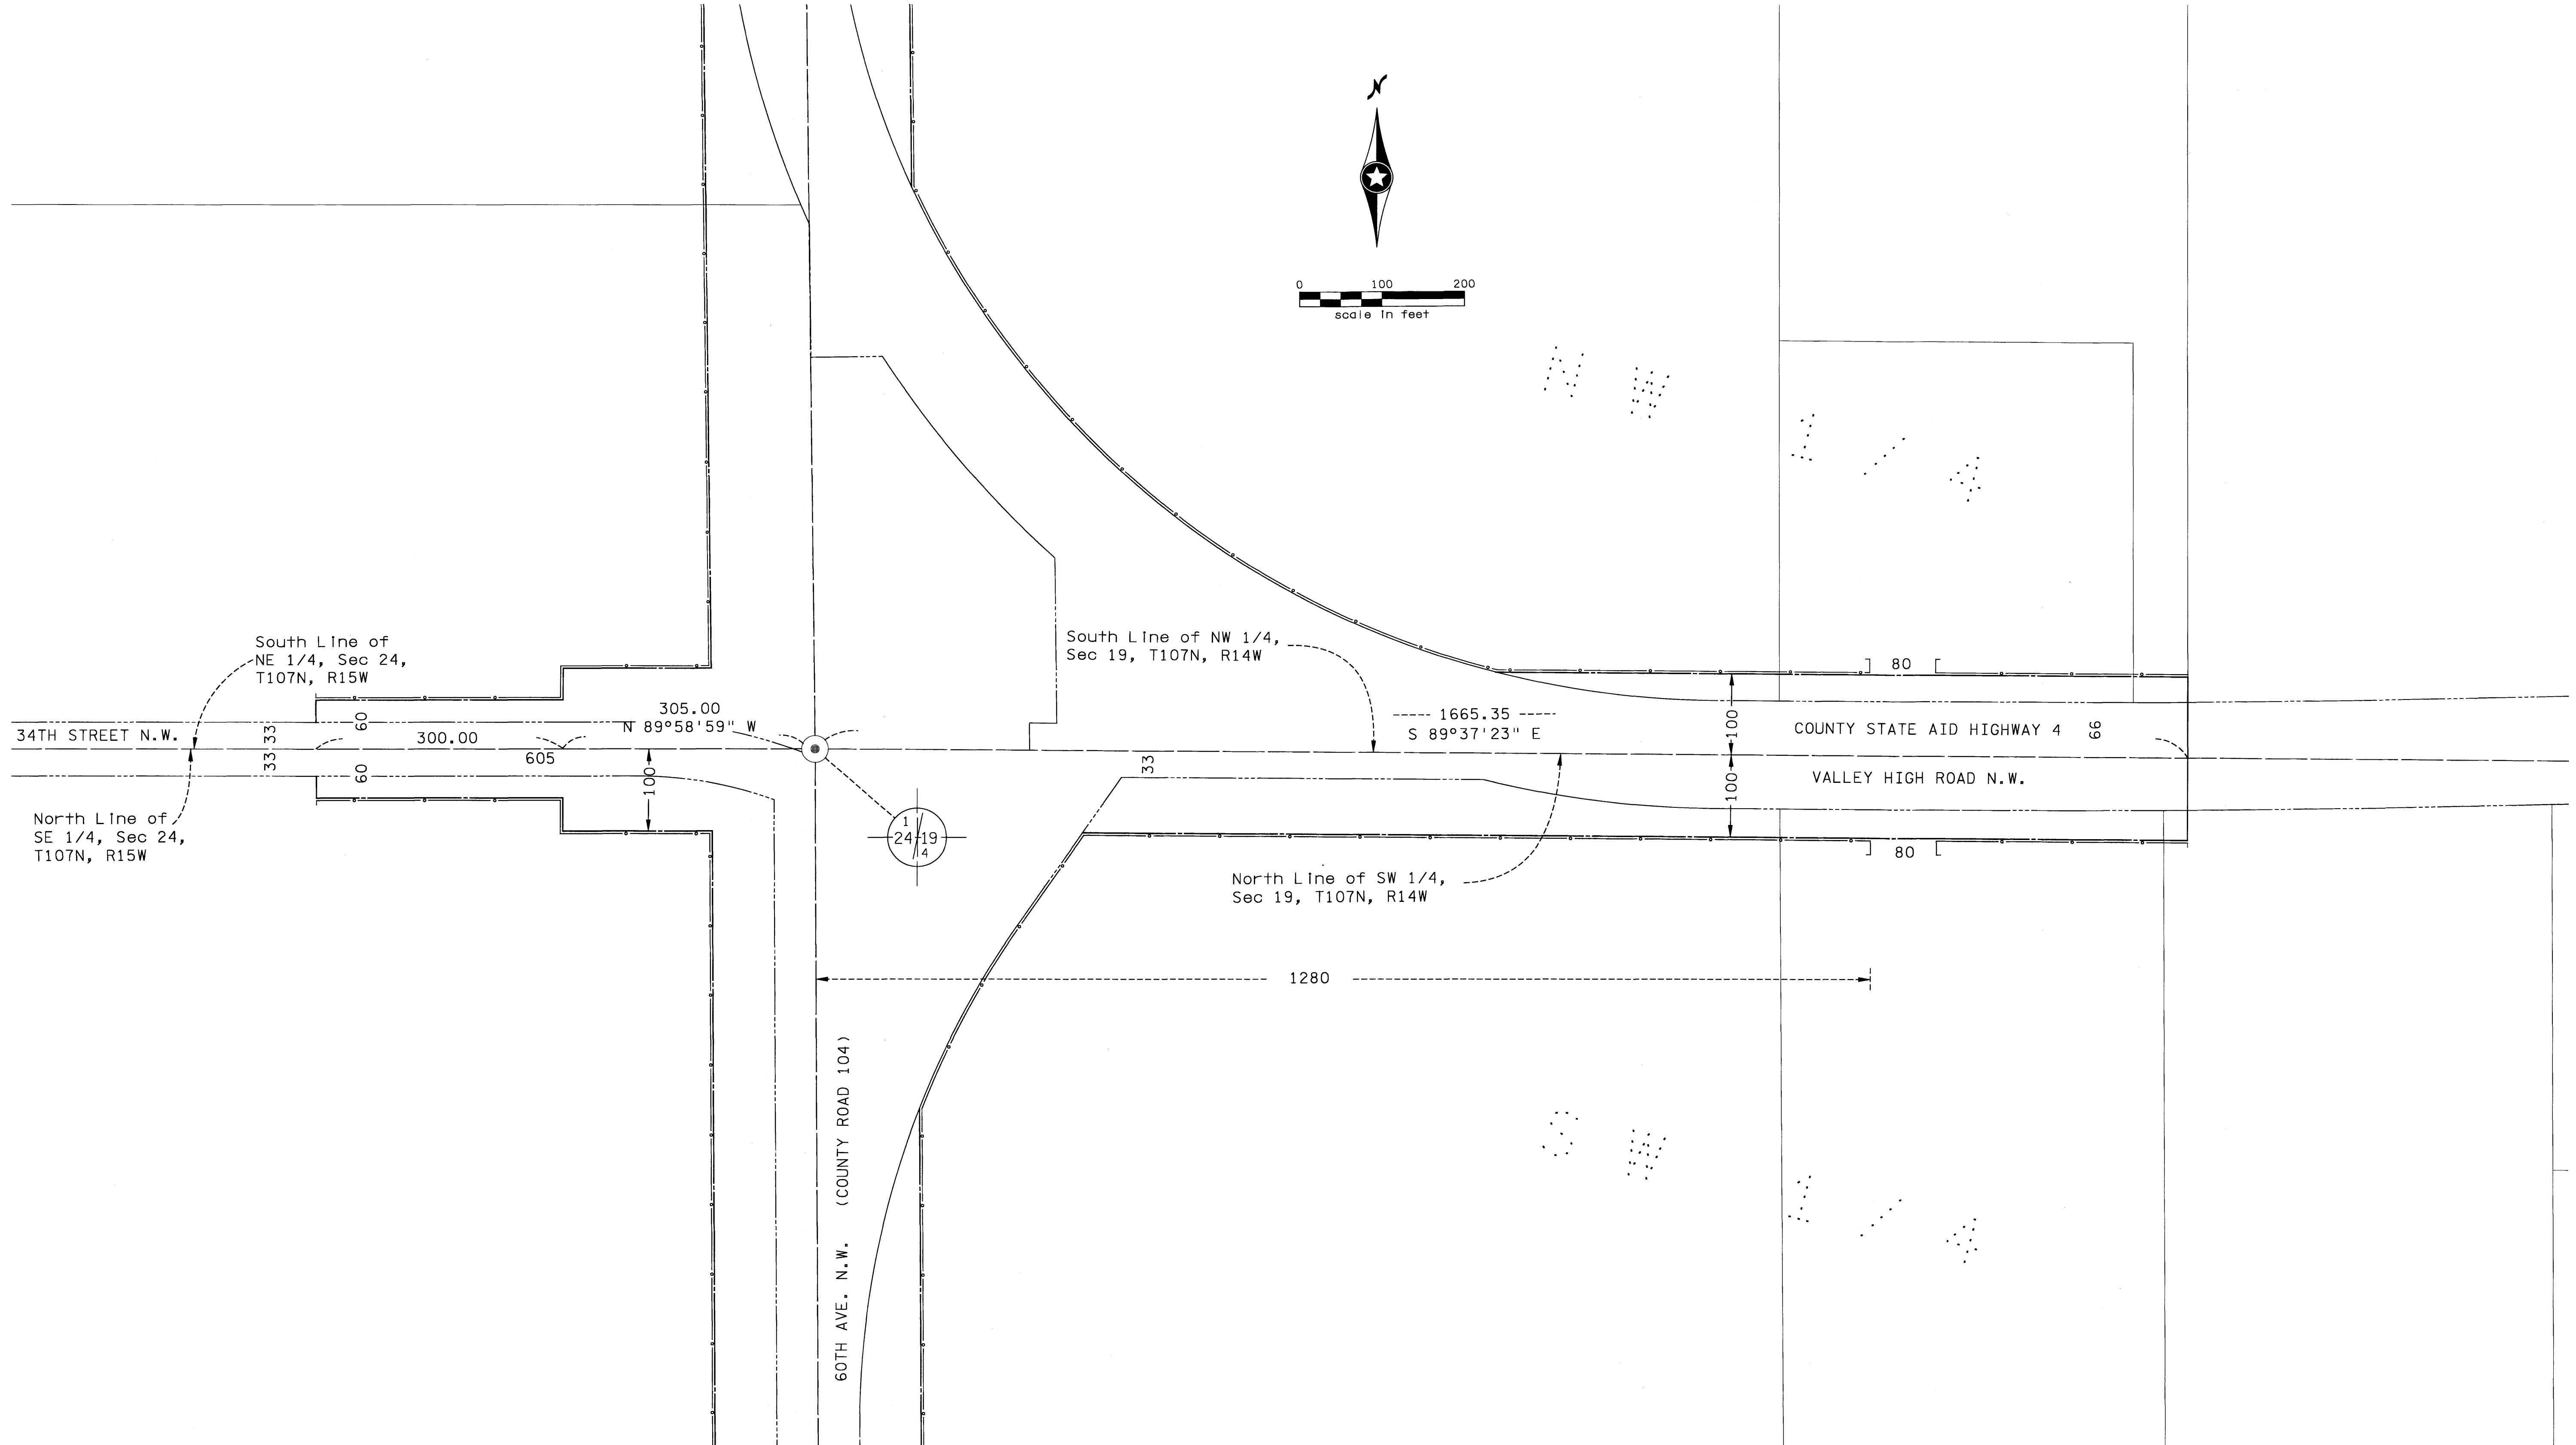 N
0 100 200
scale in feet
N W 1 / 4
South Line of
NE 1/4, Sec 24,
T107N, R15W
South Line of NW 1/4,
Sec 19, T107N, R14W
80
60
305.00
N 89°58'59" W
1665.35
S 89°37'23" E
100
COUNTY STATE AID HIGHWAY 4
66
34TH STREET N.W.
33 33
300.00
605
60
100
33
100
VALLEY HIGH ROAD N.W.
North Line of
SE 1/4, Sec 24,
T107N, R15W
1
24 19
4
80
North Line of SW 1/4,
Sec 19, T107N, R14W
1280
60TH AVE. N.W. (COUNTY ROAD 104)
S W 1 / 4